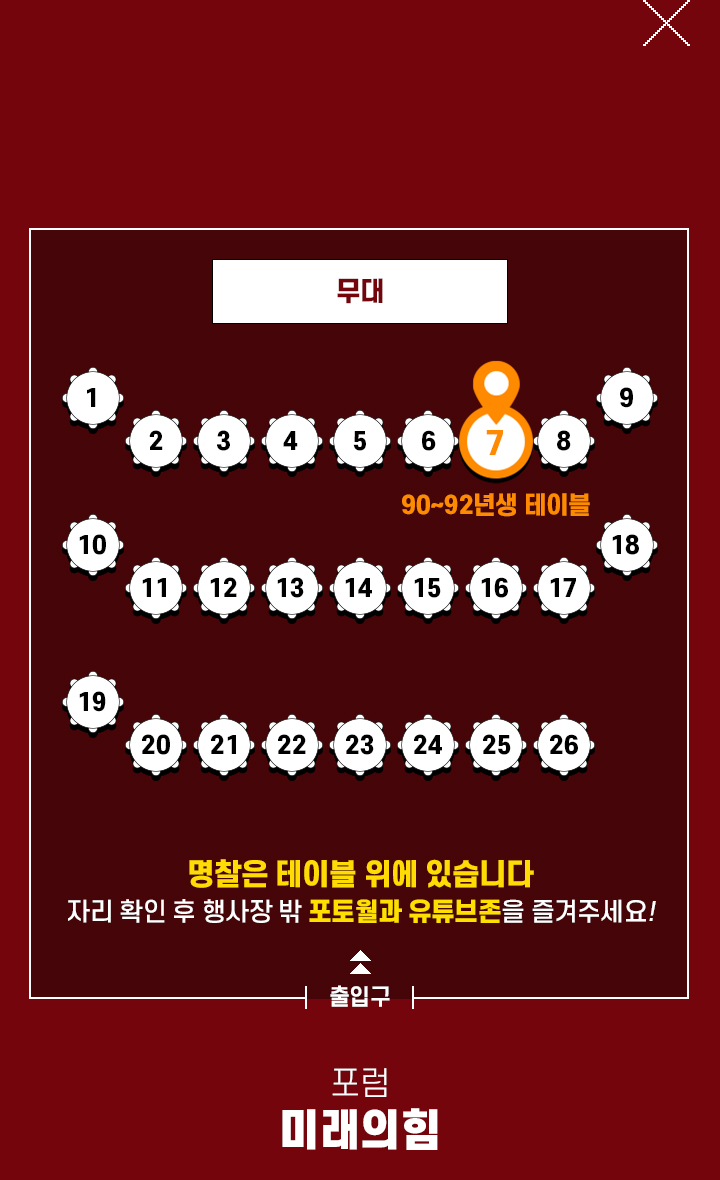 무대
1
9
2 3 4 5 6 7 8
90~92년생 테이블
10
18
11 12 13 14 15 16 17
19
20 21 22 23 24 25 26
명찰은 테이블 위에 있습니다
자리 확인 후 행사장 밖 포토월과 유튜브존을 즐겨주세요!
출입구
포럼
미래의힘